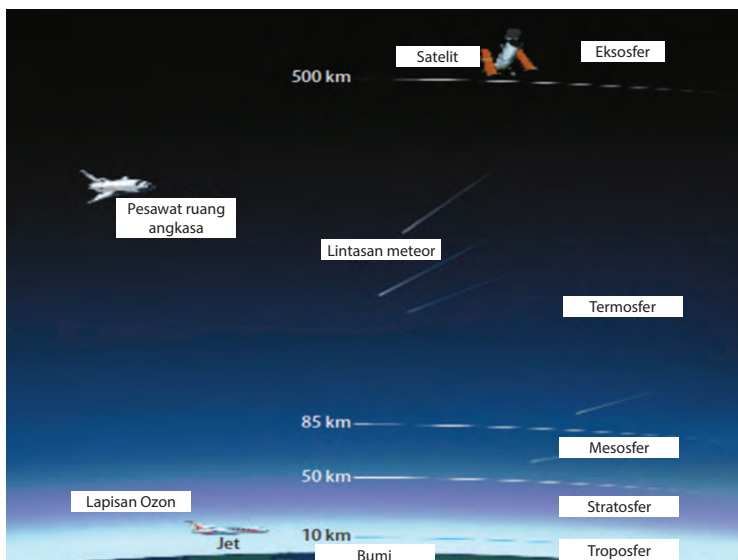 Satelit
Eksosfer
500 km
Pesawat ruang
angkasa
Lintasan meteor
Termosfer
85 km
Mesosfer
50 km
Lapisan Ozon
Stratosfer
Jet
10 km
Troposfer
Bumi